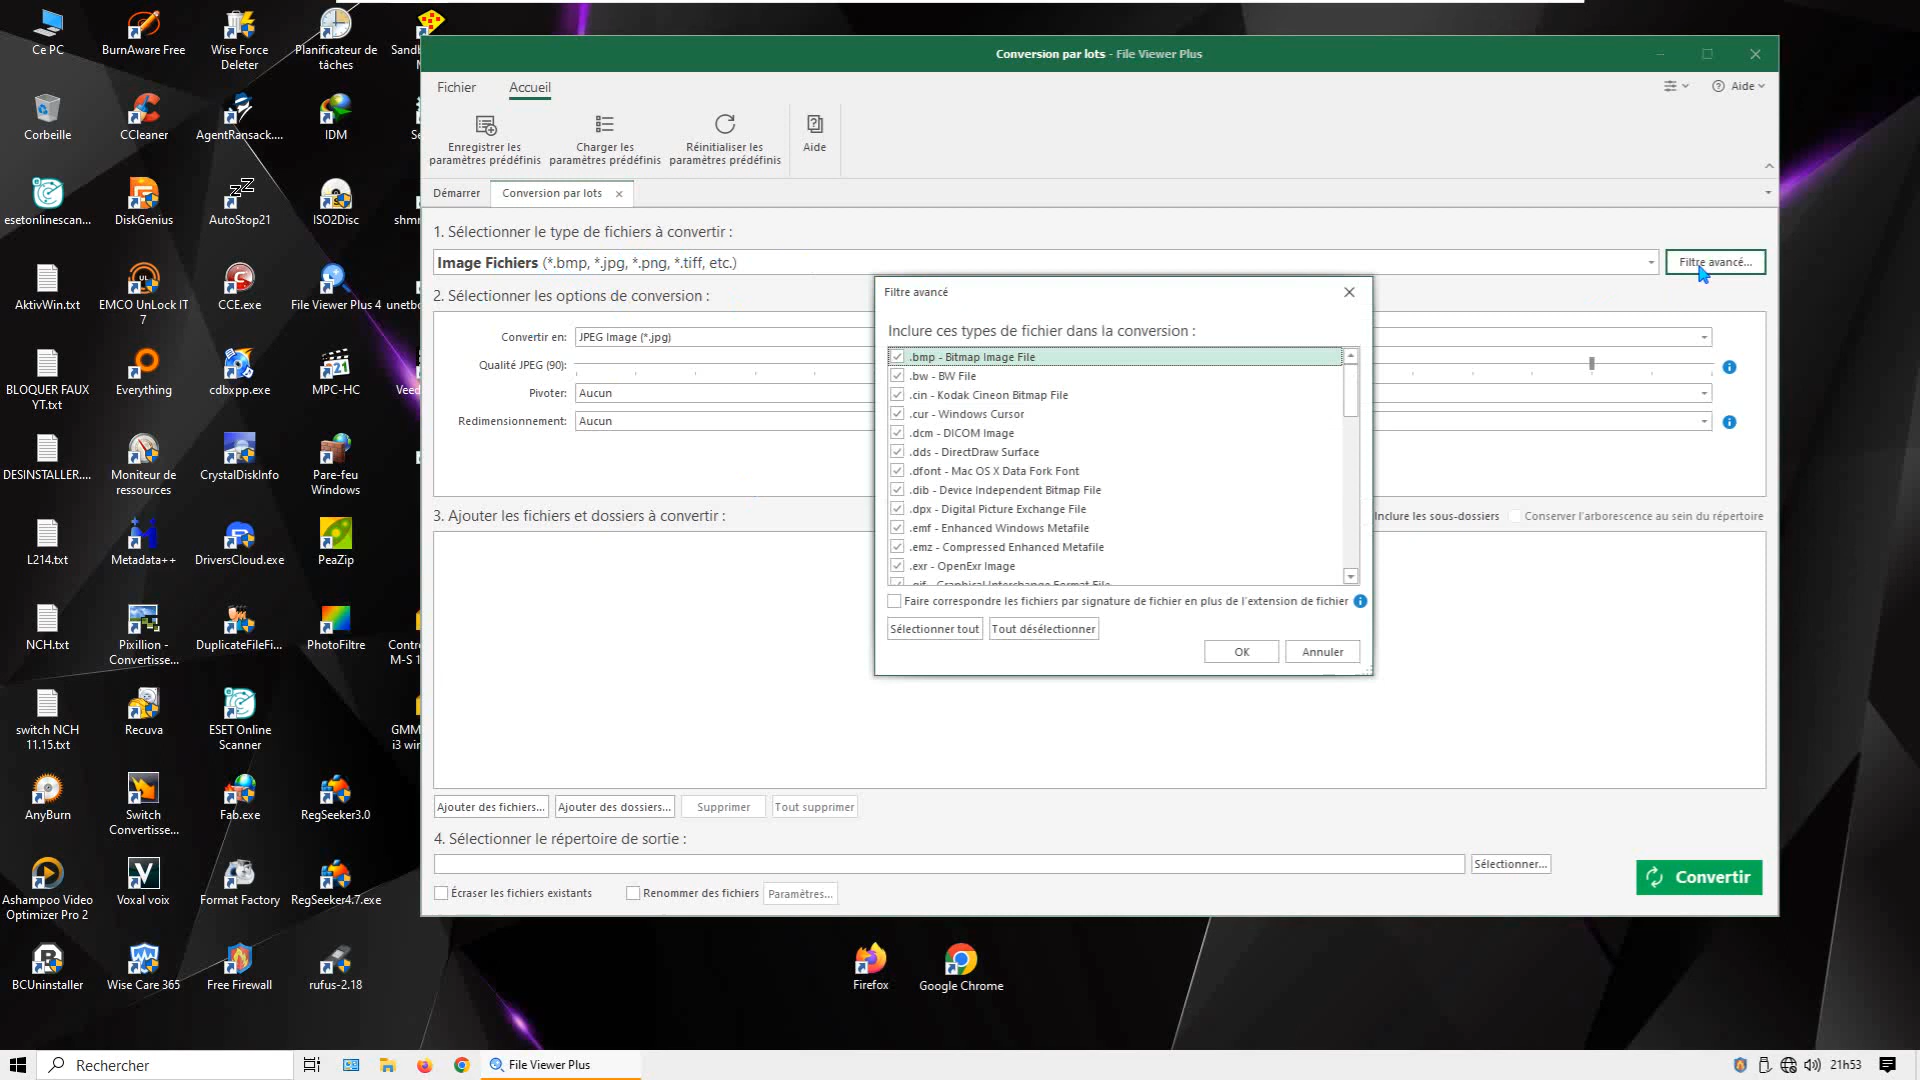 Ce PC
BurnAware Free
Wise Force
Deleter
Planificateur de
tâches
Corbeille
CCleaner
AgentRansack....
IDM
esetonlinescan...
DiskGenius
AutoStop21
ISO2Disc
shmn
AktivWin.txt
EMCO UnLock IT
7
CCE.exe
File Viewer Plus 4
unetbo
BLOQUER FAUX
YT.txt
Everything
cdbxpp.exe
MPC-HC
Veed
DESINSTALLER....
Moniteur de
ressources
CrystalDiskInfo
Pare-feu
Windows
L214.txt
Metadata++
DriversCloud.exe
PeaZip
NCH.txt
Pixillion -
Convertisse...
DuplicateFileFi...
PhotoFiltre
Contr
M-S 1
switch NCH
11.15.txt
Recuva
ESET Online
Scanner
GMM
i3 win
AnyBurn
Switch
Convertisse...
Fab.exe
RegSeeker3.0
Ashampoo Video
Optimizer Pro 2
Voxal voix
Format Factory
RegSeeker4.7.exe
BCUninstaller
Wise Care 365
Free Firewall
rufus-2.18
Firefox
Google Chrome
Conversion par lots - File Viewer Plus
Fichier
Accueil
Aide
Enregistrer les
paramètres prédéfinis
Charger les
paramètres prédéfinis
Réinitialiser les
paramètres prédéfinis
Aide
Démarrer
Conversion par lots
1. Sélectionner le type de fichiers à convertir :
Image Fichiers (*.bmp, *.jpg, *.png, *.tiff, etc.)
Filtre avancé...
2. Sélectionner les options de conversion :
Convertir en:
JPEG Image (*.jpg)
Qualité JPEG (90):
Pivoter:
Aucun
Redimensionnement:
Aucun
3. Ajouter les fichiers et dossiers à convertir :
Inclure les sous-dossiers
Conserver l'arborescence au sein du répertoire
Filtre avancé
Inclure ces types de fichier dans la conversion :
.bmp - Bitmap Image File
.bw - BW File
.cin - Kodak Cineon Bitmap File
.cur - Windows Cursor
.dcm - DICOM Image
.dds - DirectDraw Surface
.dfont - Mac OS X Data Fork Font
.dib - Device Independent Bitmap File
.dpx - Digital Picture Exchange File
.emf - Enhanced Windows Metafile
.emz - Compressed Enhanced Metafile
.exr - OpenExr Image
.gif - Graphical Interchange Format File
Faire correspondre les fichiers par signature de fichier en plus de l'extension de fichier
Sélectionner tout
Tout désélectionner
OK
Annuler
Ajouter des fichiers...
Ajouter des dossiers...
Supprimer
Tout supprimer
4. Sélectionner le répertoire de sortie :
Sélectionner...
Écraser les fichiers existants
Renommer des fichiers
Paramètres...
Convertir
Rechercher
File Viewer Plus
21h53